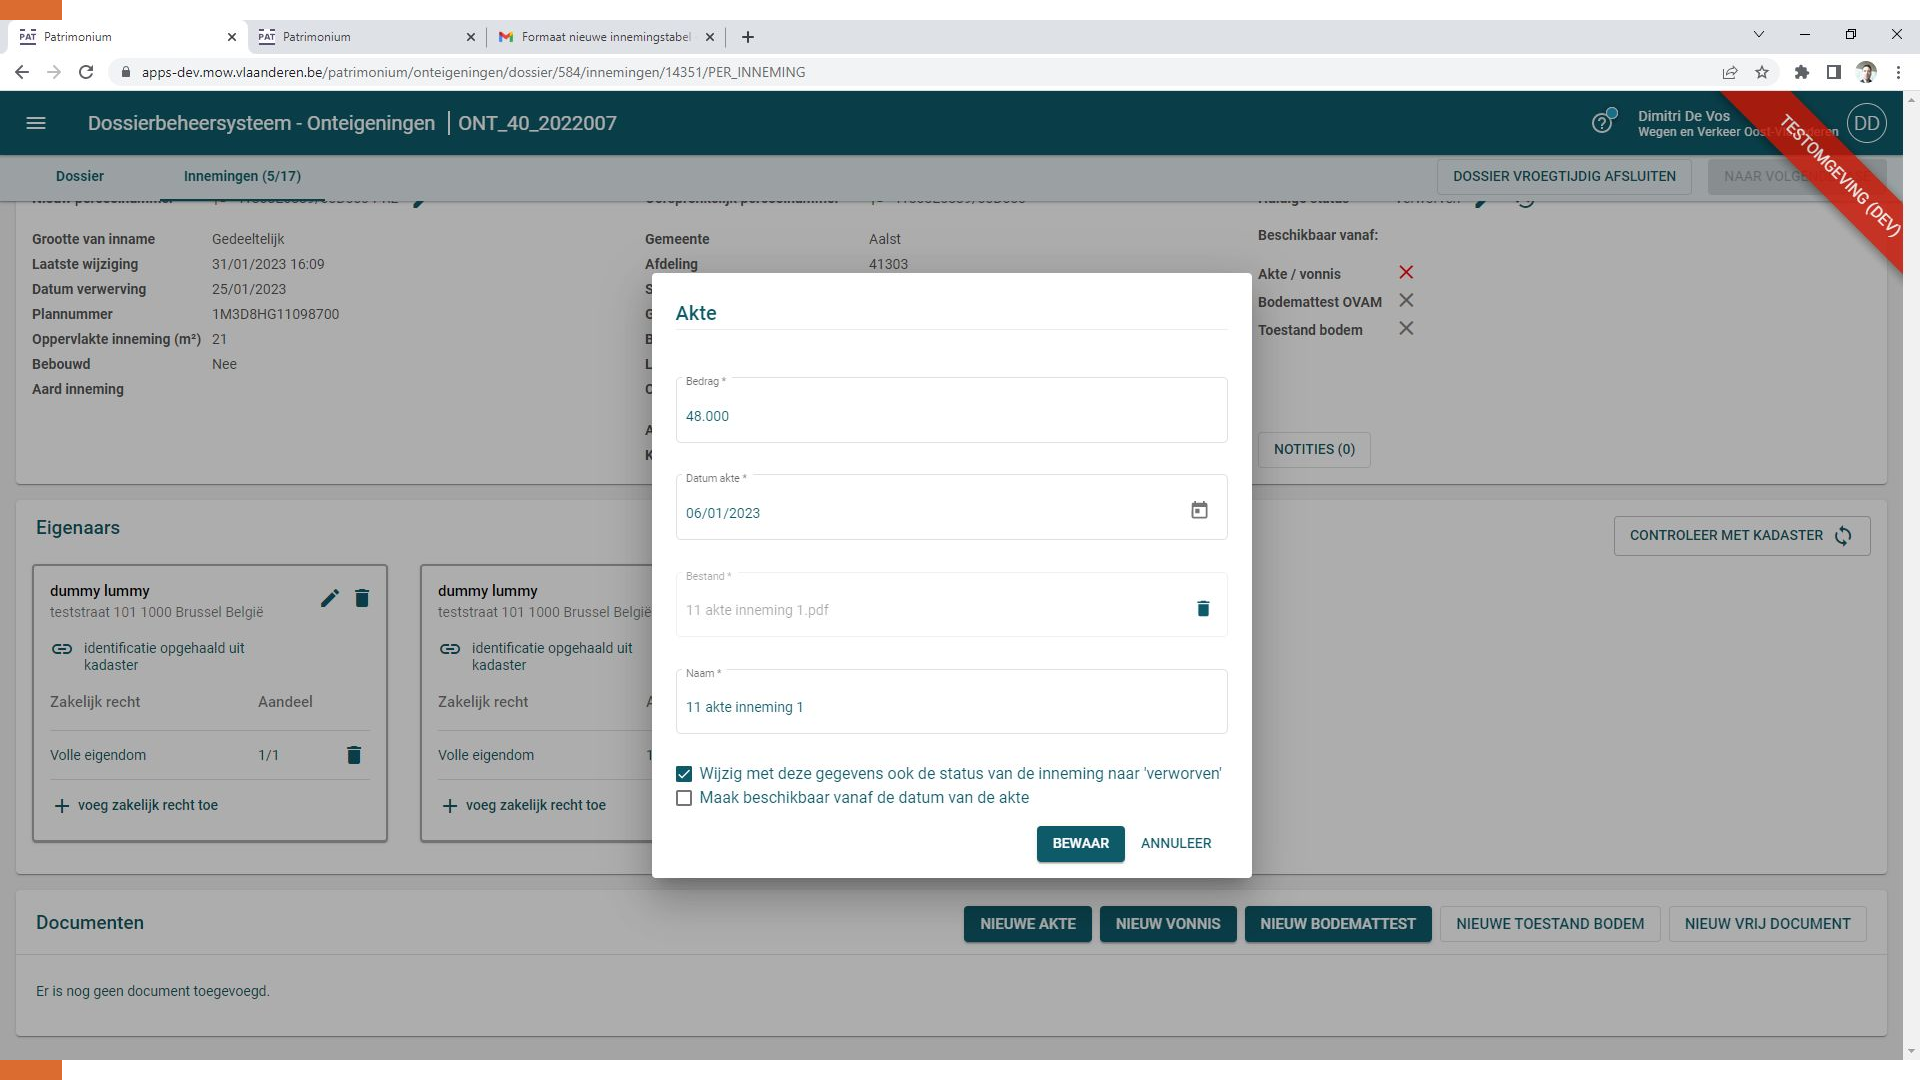 Patrimonium
Patrimonium
Formaat nieuwe innemingstabel
apps-dev.mow.vlaanderen.be/patrimonium/onteigeningen/dossier/584/innemingen/14351/PER_INNEMING
Dossierbeheersysteem - Onteigeningen
ONT_40_2022007
Dimitri De Vos
Wegen en Verkeer
DD
TESTOMGEVING (DEV)
Dossier
Innemingen (5/17)
DOSSIER VROEGTIJDIG AFSLUITEN
NAAR
Grootte van inname Gedeeltelijk
Laatste wijziging 31/01/2023 16:09
Datum verwerving 25/01/2023
Plannummer 1M3D8HG11098700
Oppervlakte inneming (m²) 21
Bebouwd Nee
Aard inneming
Gemeente Aalst
Afdeling 41303
Beschikbaar vanaf:
Akte / vonnis
Bodemattest OVAM
Toestand bodem
NOTITIES (0)
Akte
Bedrag *
48.000
Datum akte *
06/01/2023
Bestand *
11 akte inneming 1.pdf
Naam *
11 akte inneming 1
Wijzig met deze gegevens ook de status van de inneming naar 'verworven'
Maak beschikbaar vanaf de datum van de akte
BEWAAR
ANNULEER
Eigenaars
CONTROLEER MET KADASTER
dummy lummy
teststraat 101 1000 Brussel België
identificatie opgehaald uit
kadaster
Zakelijk recht Aandeel
Volle eigendom 1/1
voeg zakelijk recht toe
dummy lummy
teststraat 101 1000 Brussel België
identificatie opgehaald uit
kadaster
Zakelijk recht
Volle eigendom
voeg zakelijk recht toe
Documenten
NIEUWE AKTE
NIEUW VONNIS
NIEUW BODEMATTEST
NIEUWE TOESTAND BODEM
NIEUW VRIJ DOCUMENT
Er is nog geen document toegevoegd.